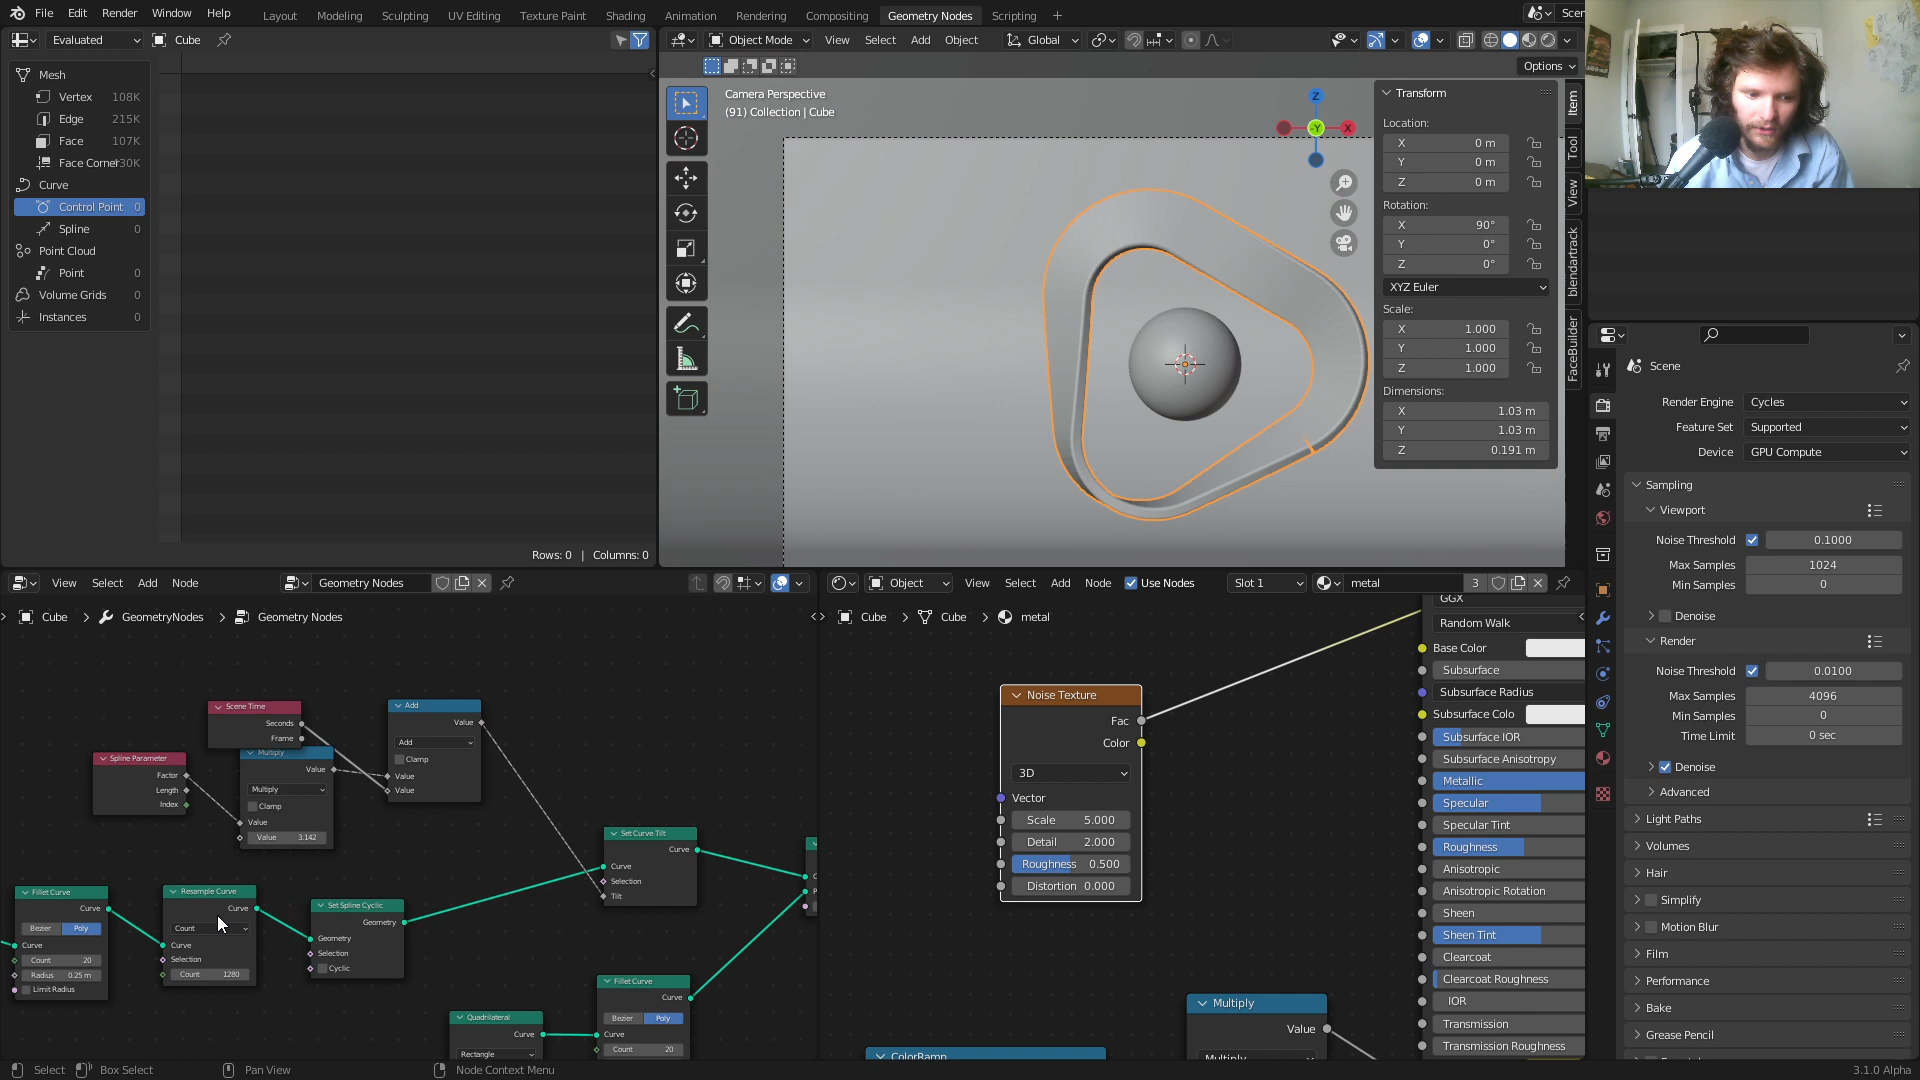 File Edit Render Window Help
Layout Modeling Sculpting UV Editing Texture Paint Shading Animation Rendering Compositing Geometry Nodes Scripting +
Evaluated Cube
Mesh
Vertex 108K
Edge 215K
Face 107K
Face Corner
Curve
Control Point 0
Spline 0
Point Cloud
Point 0
Volume Grids 0
Instances 0
Rows: 0 | Columns: 0
Object Mode View Select Add Object Global
Options
Camera Perspective
(91) Collection | Cube
Z
-Y
X
Transform
Location:
X 0 m
Y 0 m
Z 0 m
Rotation:
X 90°
Y 0°
Z 0°
XYZ Euler
Scale:
X 1.000
Y 1.000
Z 1.000
Dimensions:
X 1.03 m
Y 1.03 m
Z 0.191 m
Item
Tool
View
blendartrack
FaceBuilder
View Select Add Node Geometry Nodes
Cube > GeometryNodes > Geometry Nodes
Scene Time
Seconds
Frame
Add
Value
Add
Clamp
Value
Value
Spline Parameter
Factor
Length
Index
Multiply
Value
Multiply
Clamp
Value
Value 3.142
Set Curve Tilt
Curve
Curve
Selection
Tilt
Fillet Curve
Curve
Bezier Poly
Curve
Count 20
Radius 0.25 m
Limit Radius
Resample Curve
Curve
Count
Curve
Selection
Count 1280
Set Spline Cyclic
Geometry
Geometry
Selection
Cyclic
Quadrilateral
Curve
Rectangle
Fillet Curve
Curve
Bezier Poly
Curve
Count 20
Object View Select Add Node Use Nodes Slot 1 metal 3
Cube > Cube > metal
Noise Texture
Fac
Color
3D
Vector
Scale 5.000
Detail 2.000
Roughness 0.500
Distortion 0.000
Multiply
Value
Multiply
ColorRamp
GGX
Random Walk
Base Color
Subsurface
Subsurface Radius
Subsurface Colo
Subsurface IOR
Subsurface Anisotropy
Metallic
Specular
Specular Tint
Roughness
Anisotropic
Anisotropic Rotation
Sheen
Sheen Tint
Clearcoat
Clearcoat Roughness
IOR
Transmission
Transmission Roughness
Scene
Render Engine Cycles
Feature Set Supported
Device GPU Compute
Sampling
Viewport
Noise Threshold 0.1000
Max Samples 1024
Min Samples 0
Denoise
Render
Noise Threshold 0.0100
Max Samples 4096
Min Samples 0
Time Limit 0 sec
Denoise
Advanced
Light Paths
Volumes
Hair
Simplify
Motion Blur
Film
Performance
Bake
Grease Pencil
Select Box Select Pan View Node Context Menu 3.1.0 Alpha